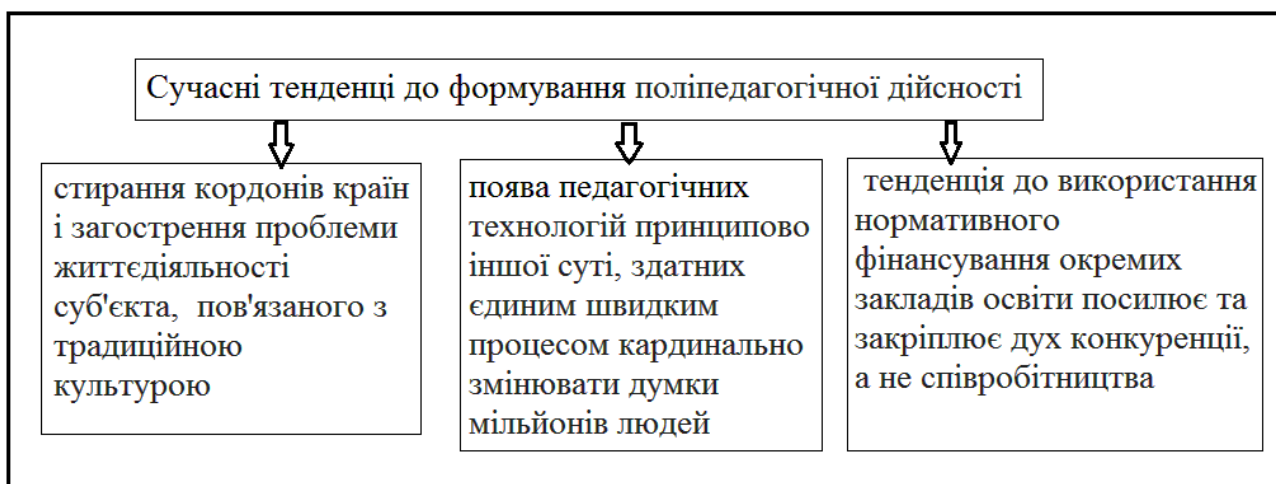 Сучасні тенденці до формування поліпедагогічної дійсності
стирання кордонів країн
і загострення проблеми
життєдіяльності
суб'єкта, пов'язаного з
традиційною
культурою
поява педагогічних
технологій принципово
іншої суті, здатних
єдиним швидким
процесом кардинально
змінювати думки
мільйонів людей
тенденція до використання
нормативного
фінансування окремих
закладів освіти посилює та
закріплює дух конкуренції,
а не співробітництва